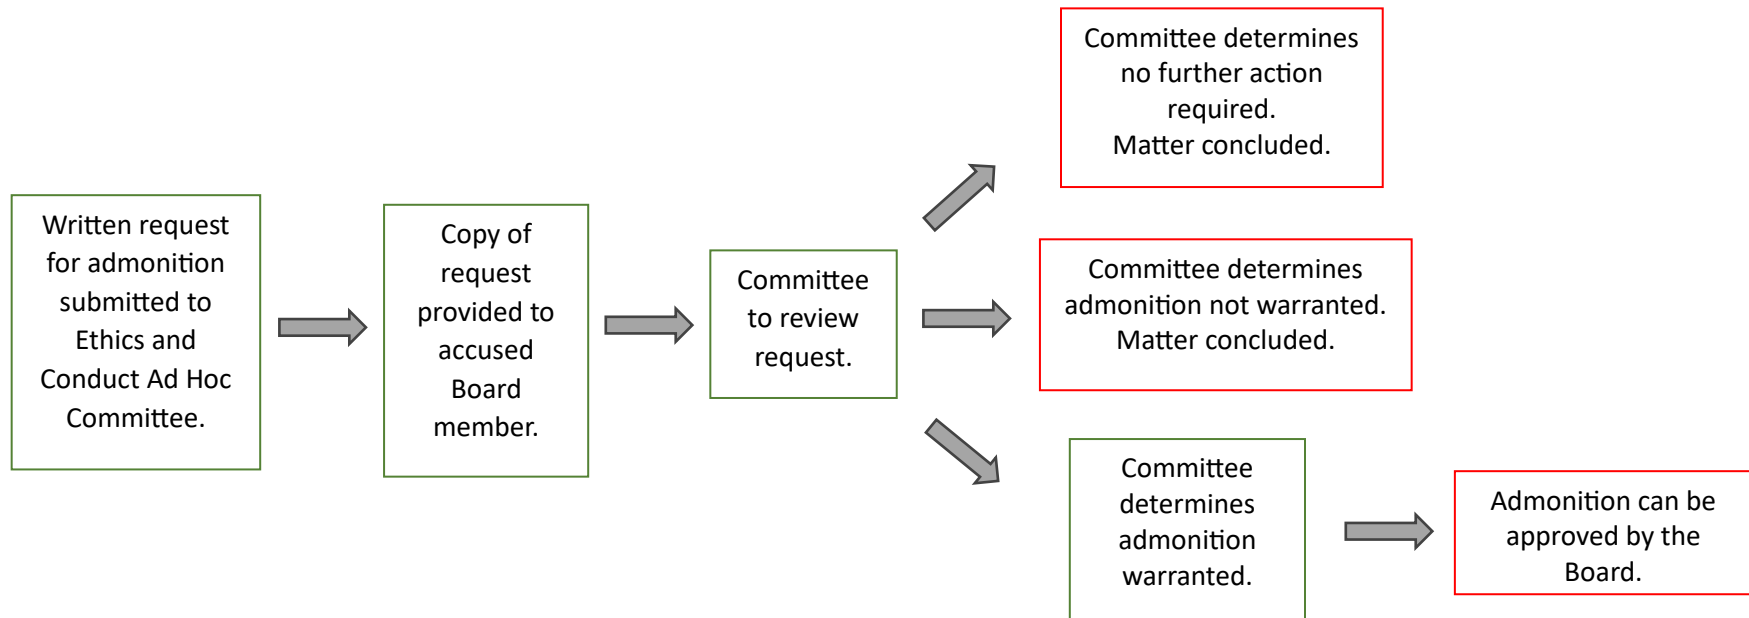 Written request
for admonition
submitted to
Ethics and
Conduct Ad Hoc
Committee.
Copy of
request
provided to
accused
Board
member.
Committee
to review
request.
Committee determines
no further action
required.
Matter concluded.
Committee determines
admonition not warranted.
Matter concluded.
Committee
determines
admonition
warranted.
Admonition can be
approved by the
Board.